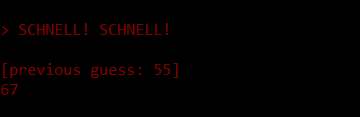 > SCHNELL! SCHNELL!
[previous guess: 55]
67